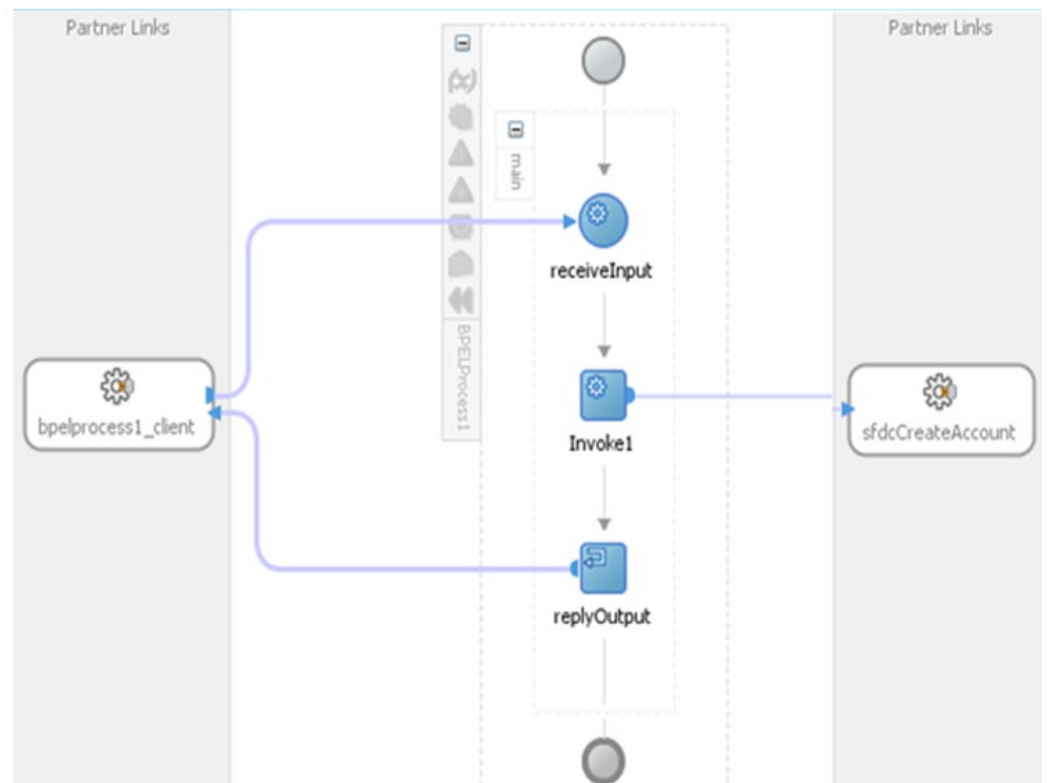 Partner Links
Partner Links
main
receiveInput
BPELProcess1
bpelprocess1_client
Invoke1
sfdcCreateAccount
replyOutput